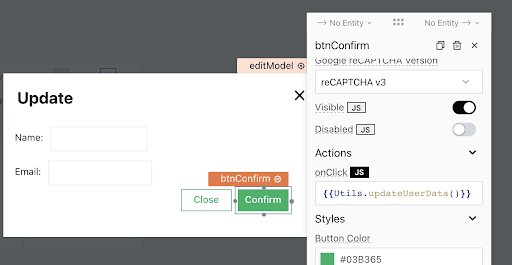 No Entity
No Entity
btnConfirm
Google reCAPTCHA Version
reCAPTCHA v3
Visible JS
Disabled JS
Actions
onClick JS
{{Utils.updateUserData()}}
Styles
Button Color
#03B365
editModel
Update
Name:
Email:
btnConfirm
Close
Confirm